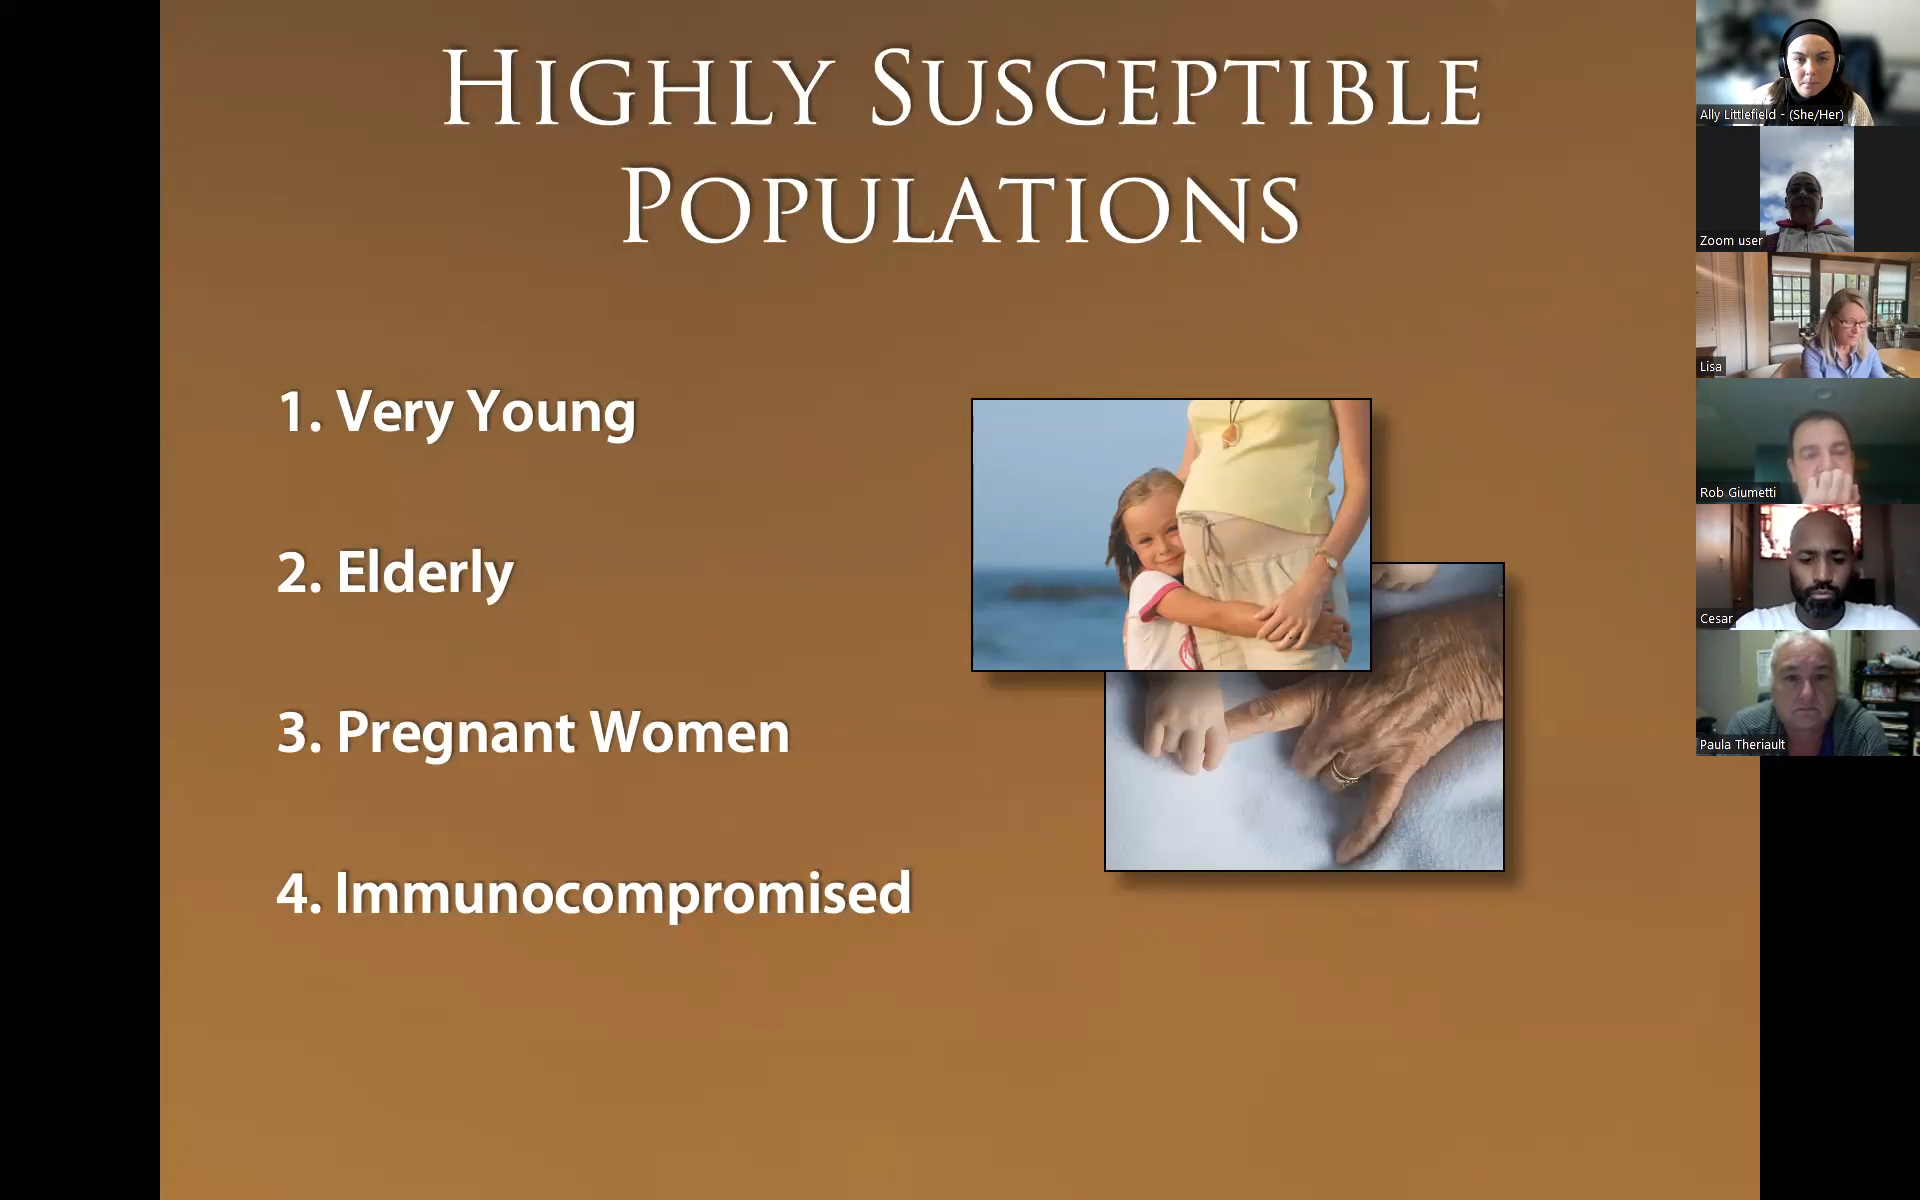 HIGHLY SUSCEPTIBLE
POPULATIONS
1. Very Young
2. Elderly
3. Pregnant Women
4. Immunocompromised
Ally Littlefield - (She/Her)
Zoom user
Lisa
Rob Giumetti
Cesar
Paula Theriault